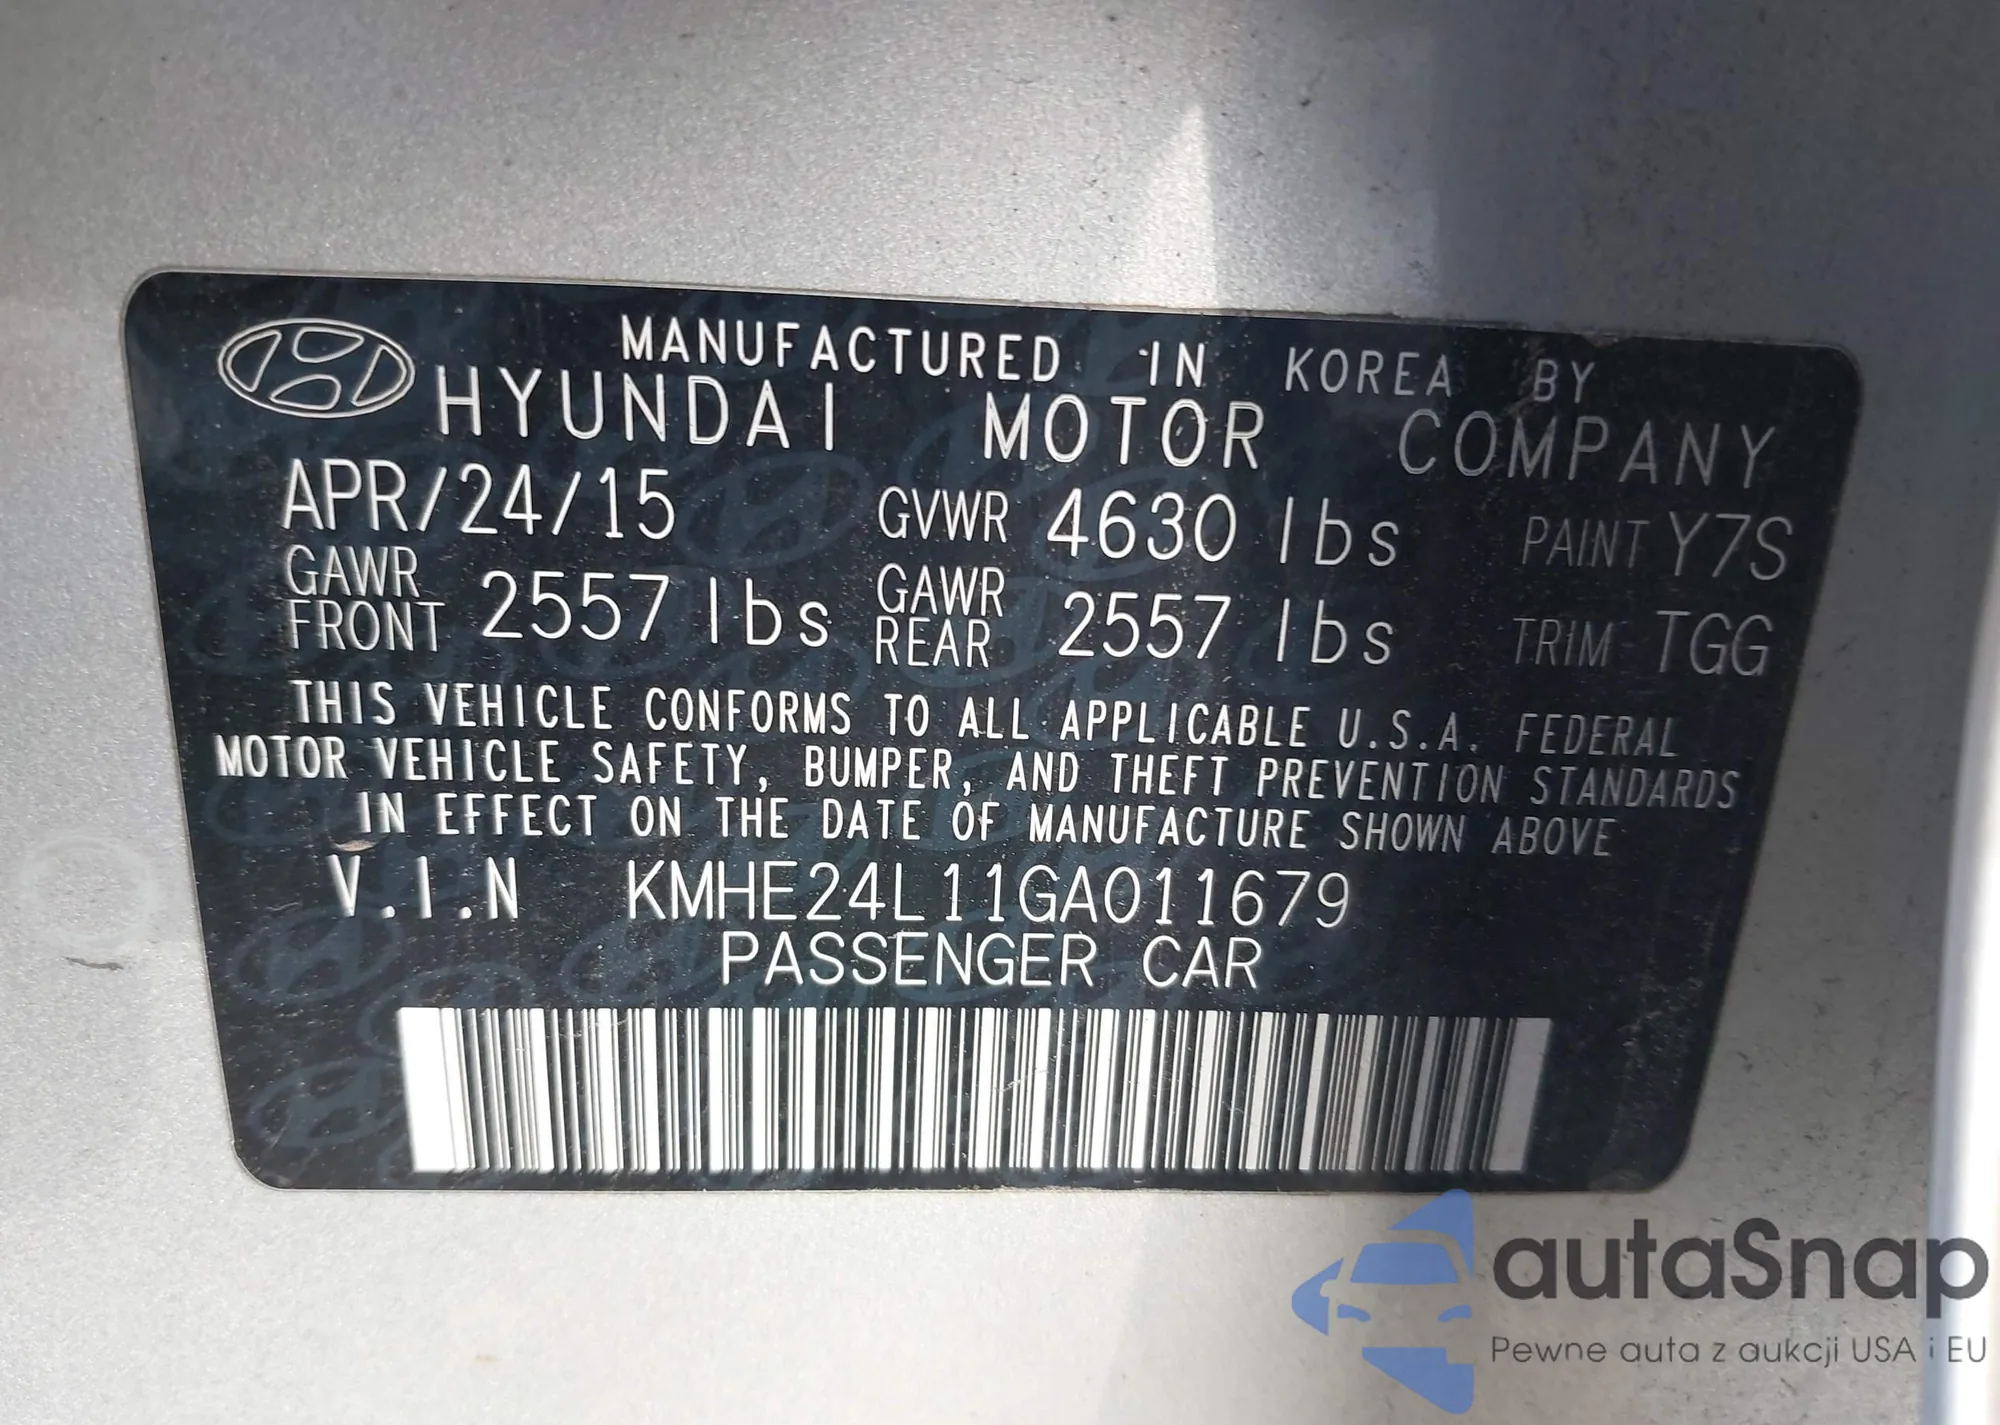 MANUFACTURED IN KOREA BY
HYUNDAI MOTOR COMPANY
APR/24/15 GVWR 4630 lbs PAINT Y7S
GAWR FRONT 2557 lbs GAWR REAR 2557 lbs TRIM TGG
THIS VEHICLE CONFORMS TO ALL APPLICABLE U.S.A. FEDERAL
MOTOR VEHICLE SAFETY, BUMPER, AND THEFT PREVENTION STANDARDS
IN EFFECT ON THE DATE OF MANUFACTURE SHOWN ABOVE
V.I.N KMHE24L11GA011679
PASSENGER CAR
autaSnap
Pewne auta z aukcji USA i EU